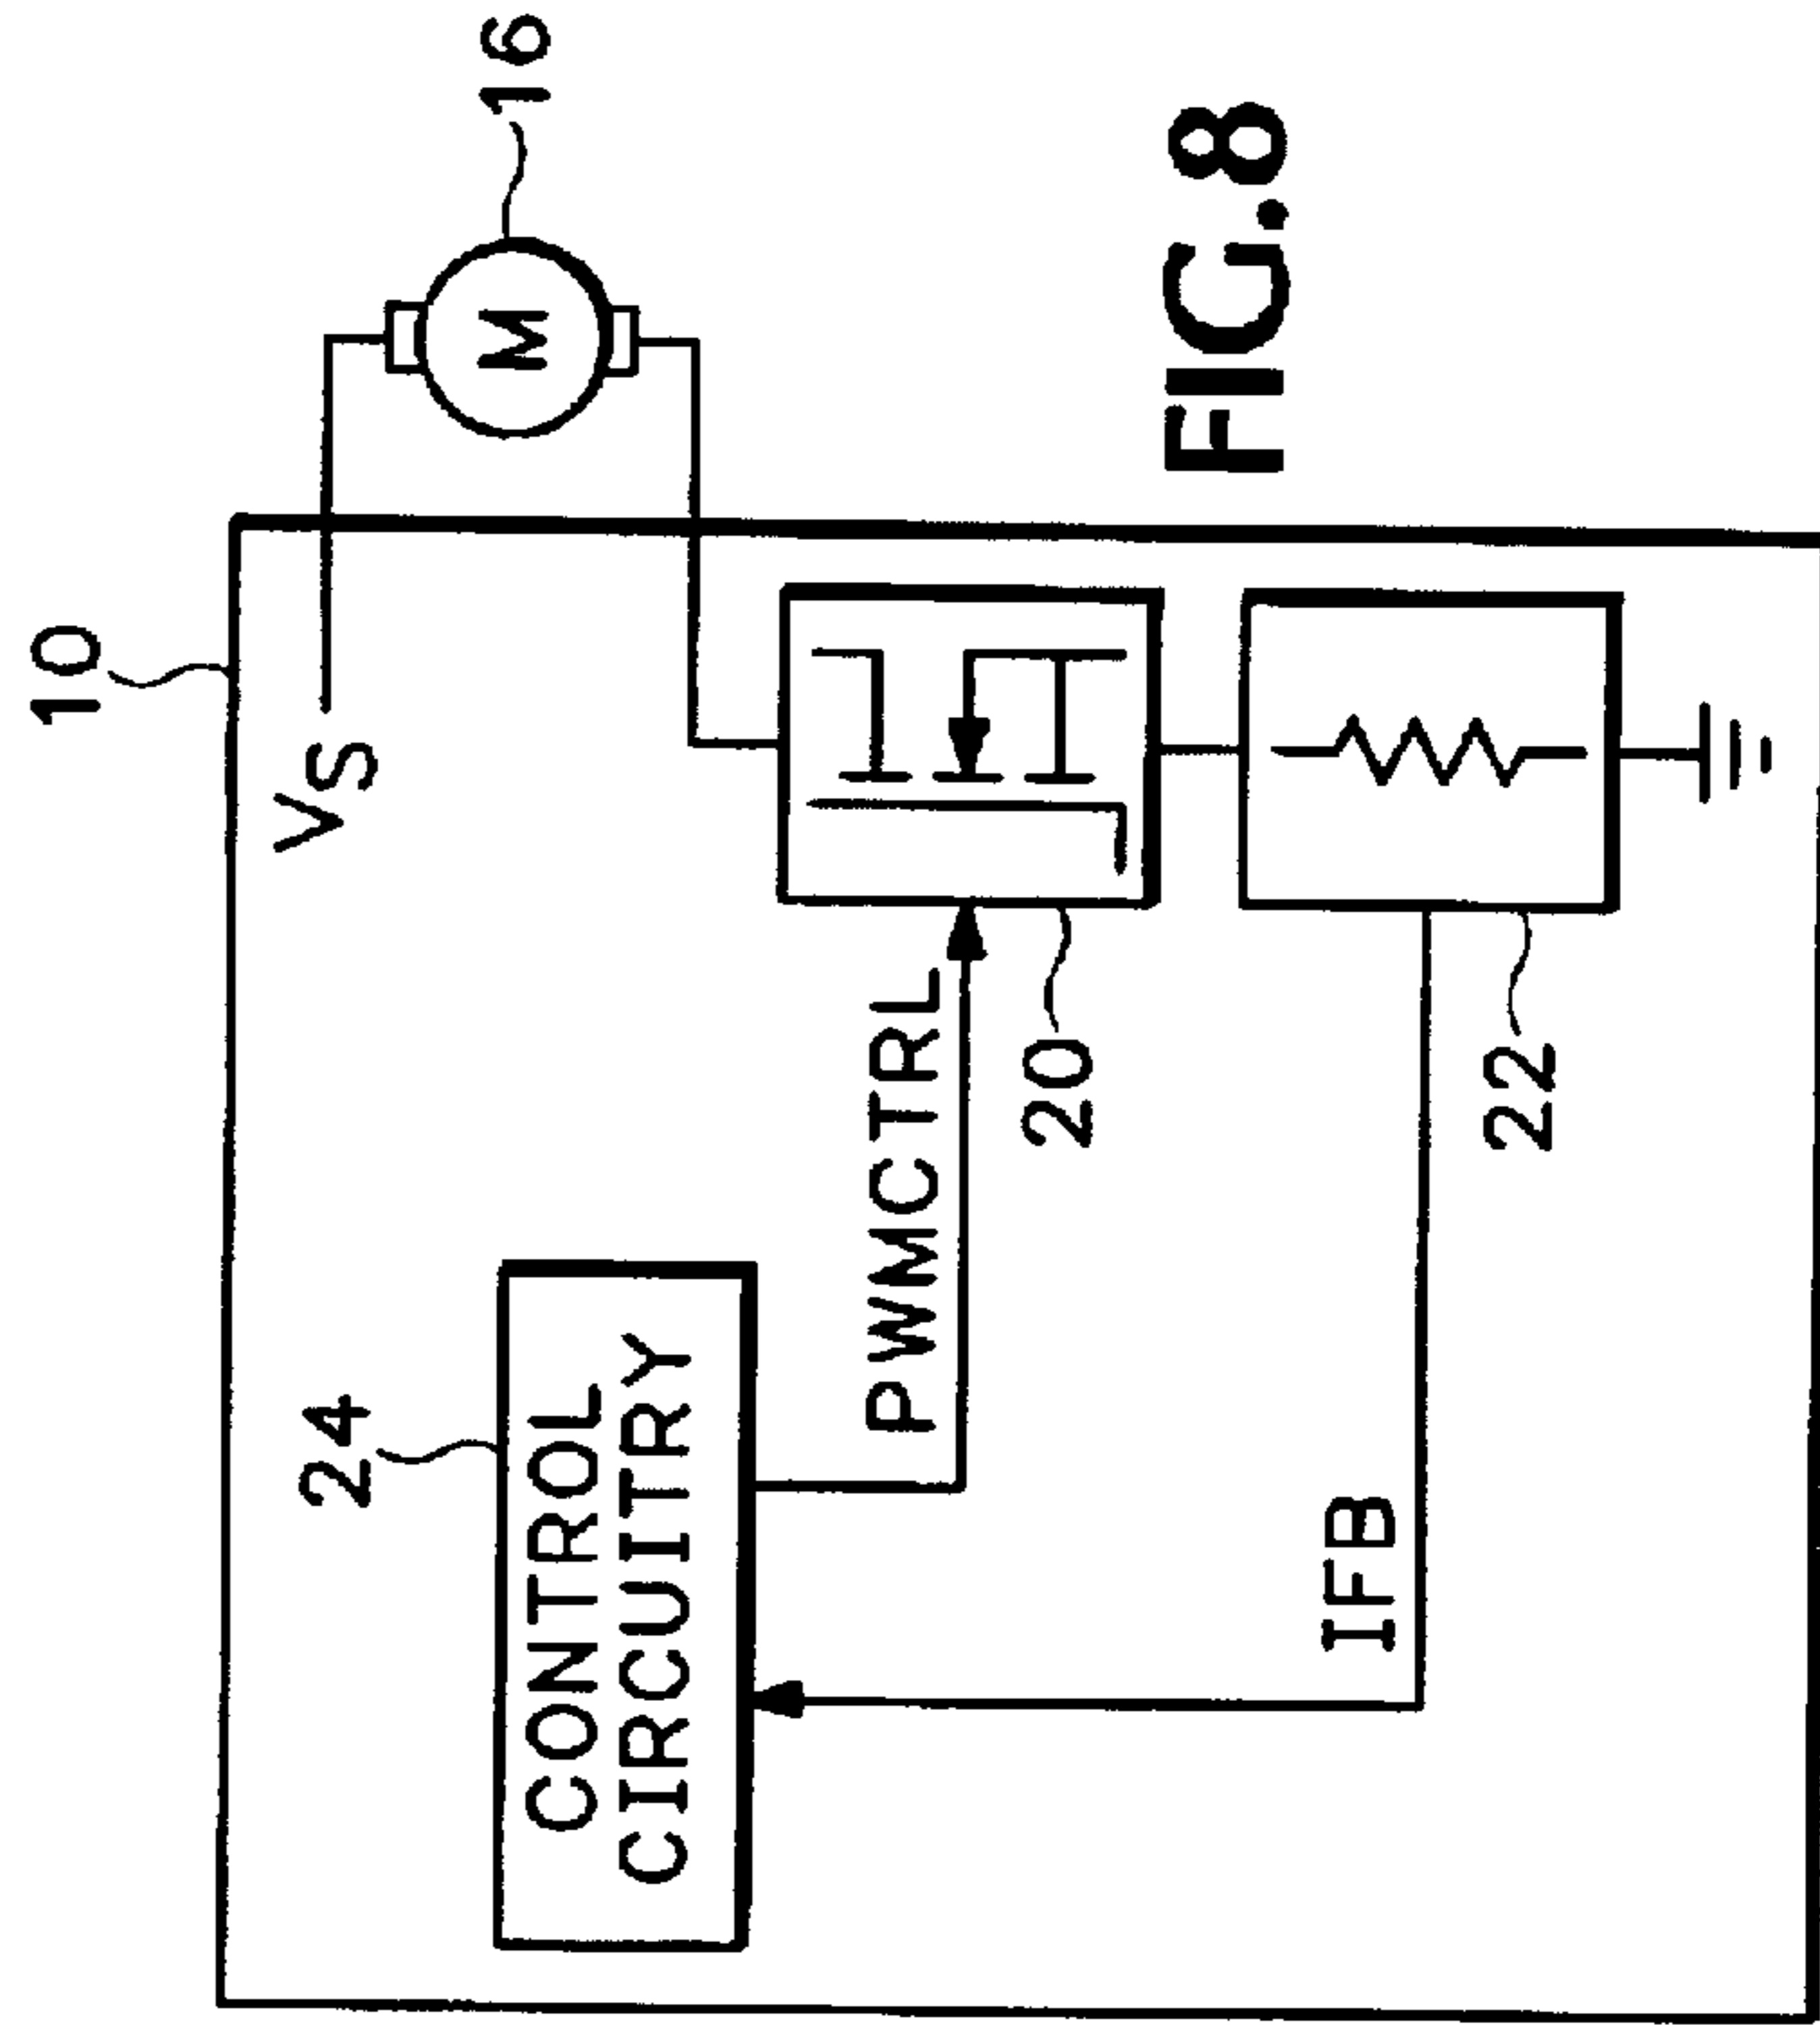 10
16
Vs
M
24
CONTROL
CIRCUITRY
PWMCTRL
20
IFB
22
FIG.8